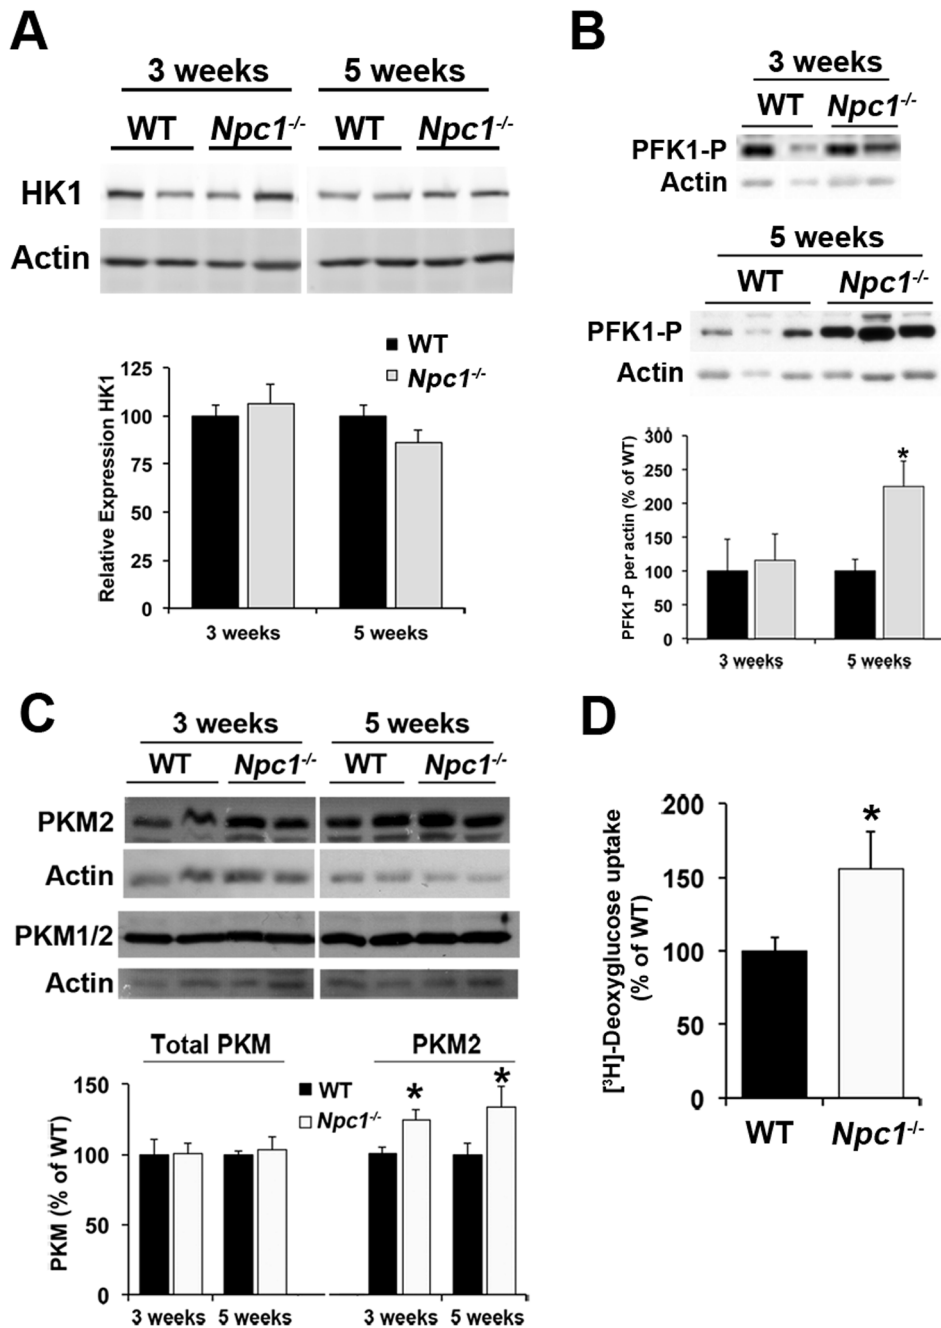 A
3 weeks 5 weeks
WT Npc1-/- WT Npc1-/-
HK1
Actin
WT
Npc1-/-
Relative Expression HK1
125
100
75
50
25
0
3 weeks 5 weeks
B
3 weeks
WT Npc1-/-
PFK1-P
Actin
5 weeks
WT Npc1-/-
PFK1-P
Actin
PFK1-P per actin (% of WT)
300
250
200
150
100
50
0
*
3 weeks 5 weeks
C
3 weeks 5 weeks
WT Npc1-/- WT Npc1-/-
PKM2
Actin
PKM1/2
Actin
Total PKM PKM2
WT
Npc1-/-
PKM (% of WT)
150
100
50
0
* *
3 weeks 5 weeks 3 weeks 5 weeks
D
[³H]-Deoxyglucose uptake
(% of WT)
200
150
100
50
0
*
WT Npc1-/-